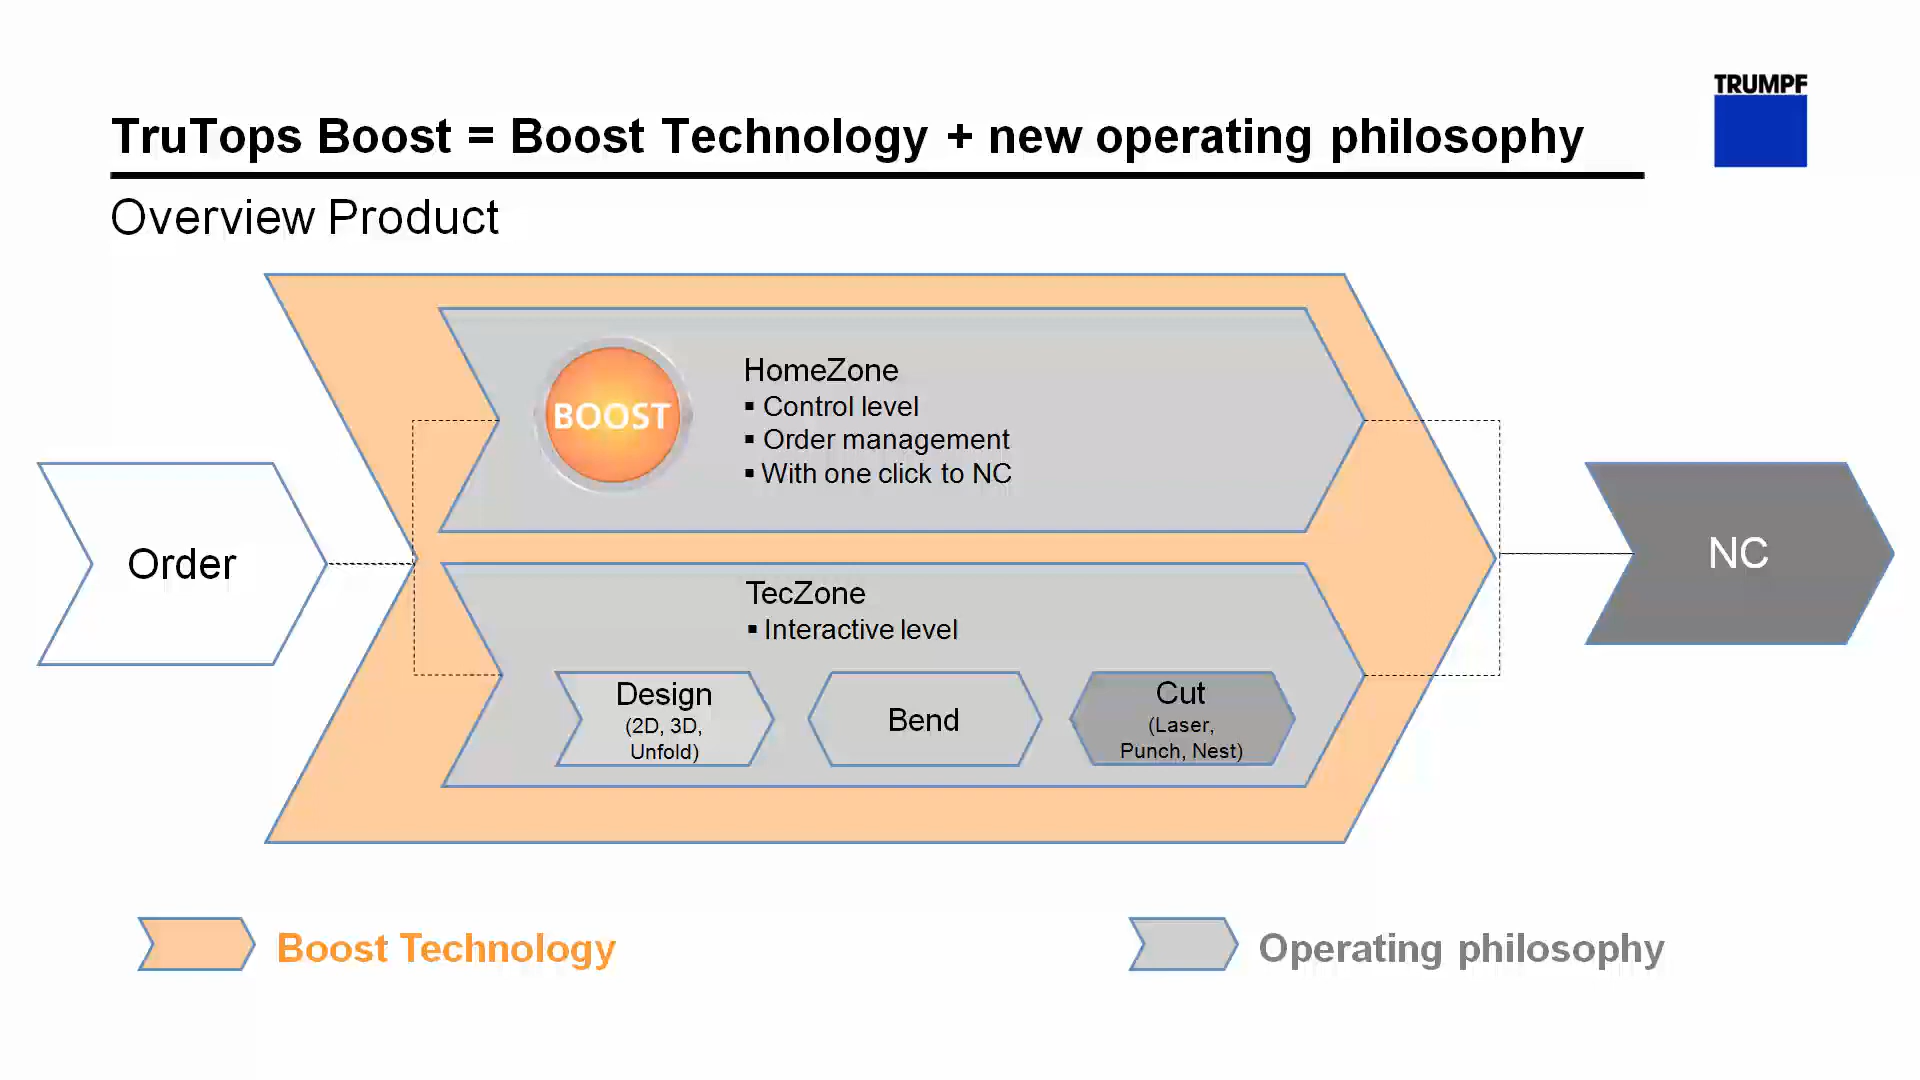 TRUMPF
TruTops Boost = Boost Technology + new operating philosophy
Overview Product
BOOST
HomeZone
▪ Control level
▪ Order management
▪ With one click to NC
Order
NC
TecZone
▪ Interactive level
Design
(2D, 3D,
Unfold)
Bend
Cut
(Laser,
Punch, Nest)
Boost Technology
Operating philosophy